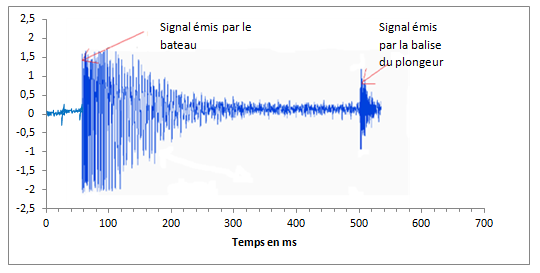 2,5
2
1,5
1
0,5
0
-0,5
-1
-1,5
-2
-2,5
Signal émis par le
bateau
Signal émis
par la balise
du plongeur
0 100 200 300 400 500 600 700
Temps en ms